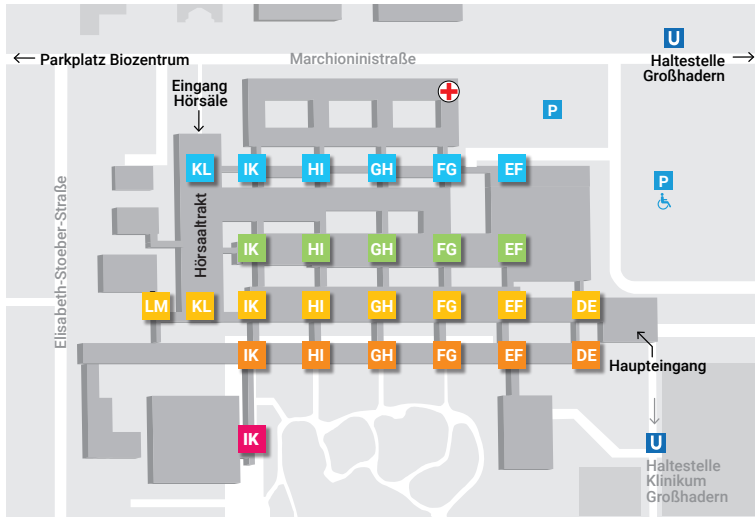 U
← Parkplatz Biozentrum
Marchioninistraße
Haltestelle →
Großhadern
Eingang
Hörsäle
P
KL IK HI GH FG EF
P
Hörsaaltrakt
Elisabeth-Stoeber-Straße
IK HI GH FG EF
LM KL IK HI GH FG EF DE
IK HI GH FG EF DE
Haupteingang
IK
U
Haltestelle
Klinikum
Großhadern